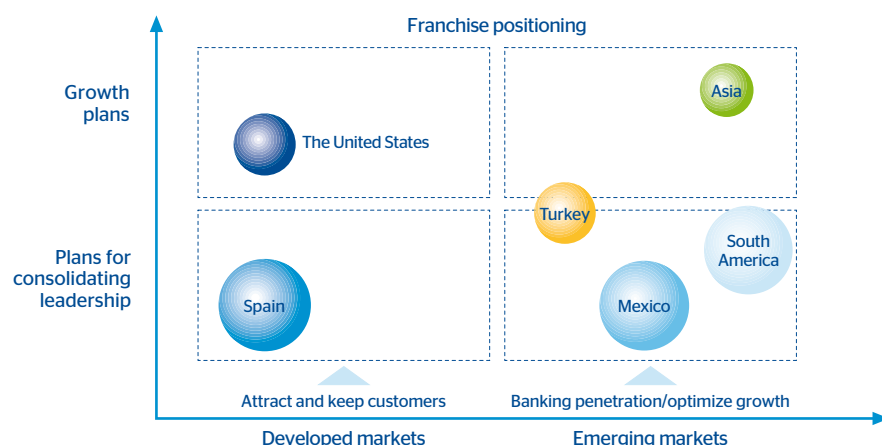 Franchise positioning
Growth
plans
Asia
The United States
Turkey
Plans for
consolidating
leadership
South
America
Spain
Mexico
Attract and keep customers
Banking penetration/optimize growth
Developed markets
Emerging markets